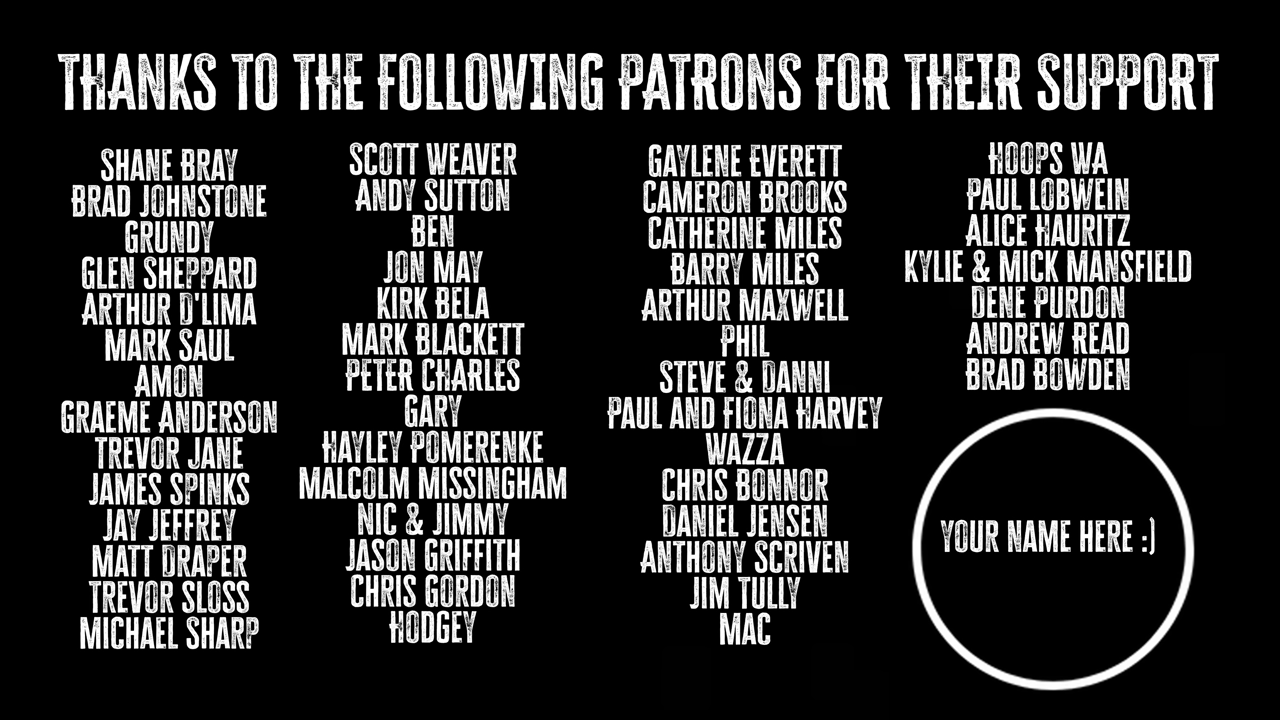 THANKS TO THE FOLLOWING PATRONS FOR THEIR SUPPORT
SHANE BRAY
BRAD JOHNSTONE
GRUNDY
GLEN SHEPPARD
ARTHUR D'LIMA
MARK SAUL
AMON
GRAEME ANDERSON
TREVOR JANE
JAMES SPINKS
JAY JEFFREY
MATT DRAPER
TREVOR SLOSS
MICHAEL SHARP
SCOTT WEAVER
ANDY SUTTON
BEN
JON MAY
KIRK BELA
MARK BLACKETT
PETER CHARLES
GARY
HAYLEY POMERENKE
MALCOLM MISSINGHAM
NIC & JIMMY
JASON GRIFFITH
CHRIS GORDON
HODGEY
GAYLENE EVERETT
CAMERON BROOKS
CATHERINE MILES
BARRY MILES
ARTHUR MAXWELL
PHIL
STEVE & DANNI
PAUL AND FIONA HARVEY
WAZZA
CHRIS BONNOR
DANIEL JENSEN
ANTHONY SCRIVEN
JIM TULLY
MAC
HOOPS WA
PAUL LOBWEIN
ALICE HAURITZ
KYLIE & MICK MANSFIELD
DENE PURDON
ANDREW READ
BRAD BOWDEN
YOUR NAME HERE :)